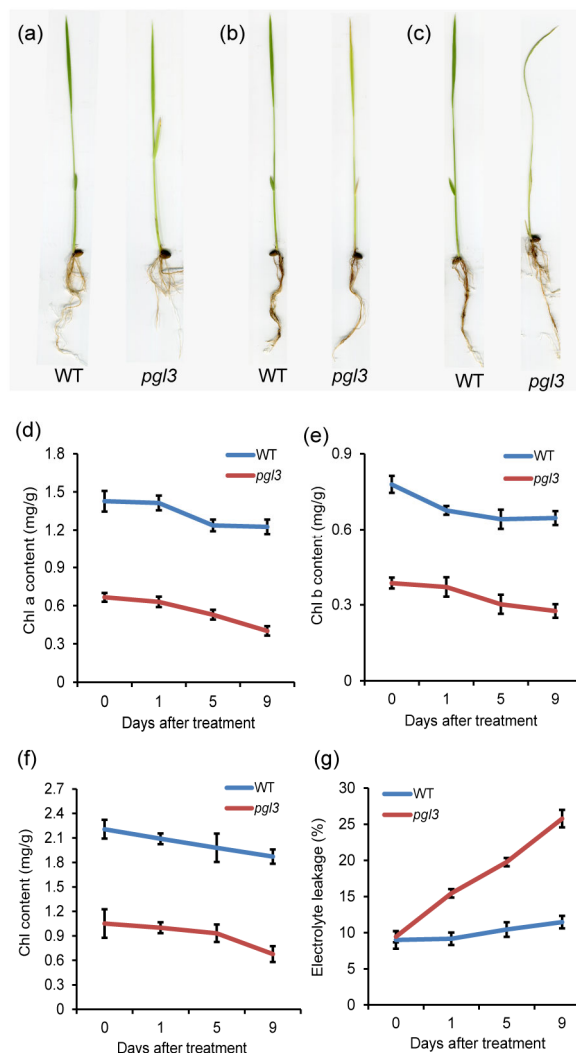 (a) (b) (c)
WT pgl3 WT pgl3 WT pgl3
(d)
WT
pgl3
Chl a content (mg/g)
1.8
1.5
1.2
0.9
0.6
0.3
0
0 1 5 9
Days after treatment
(e)
WT
pgl3
Chl b content (mg/g)
0.9
0.6
0.3
0
0 1 5 9
Days after treatment
(f)
WT
pgl3
Chl content (mg/g)
2.7
2.4
2.1
1.8
1.5
1.2
0.9
0.6
0.3
0
0 1 5 9
Days after treatment
(g)
WT
pgl3
Electrolyte leakage (%)
30
25
20
15
10
5
0
0 1 5 9
Days after treatment